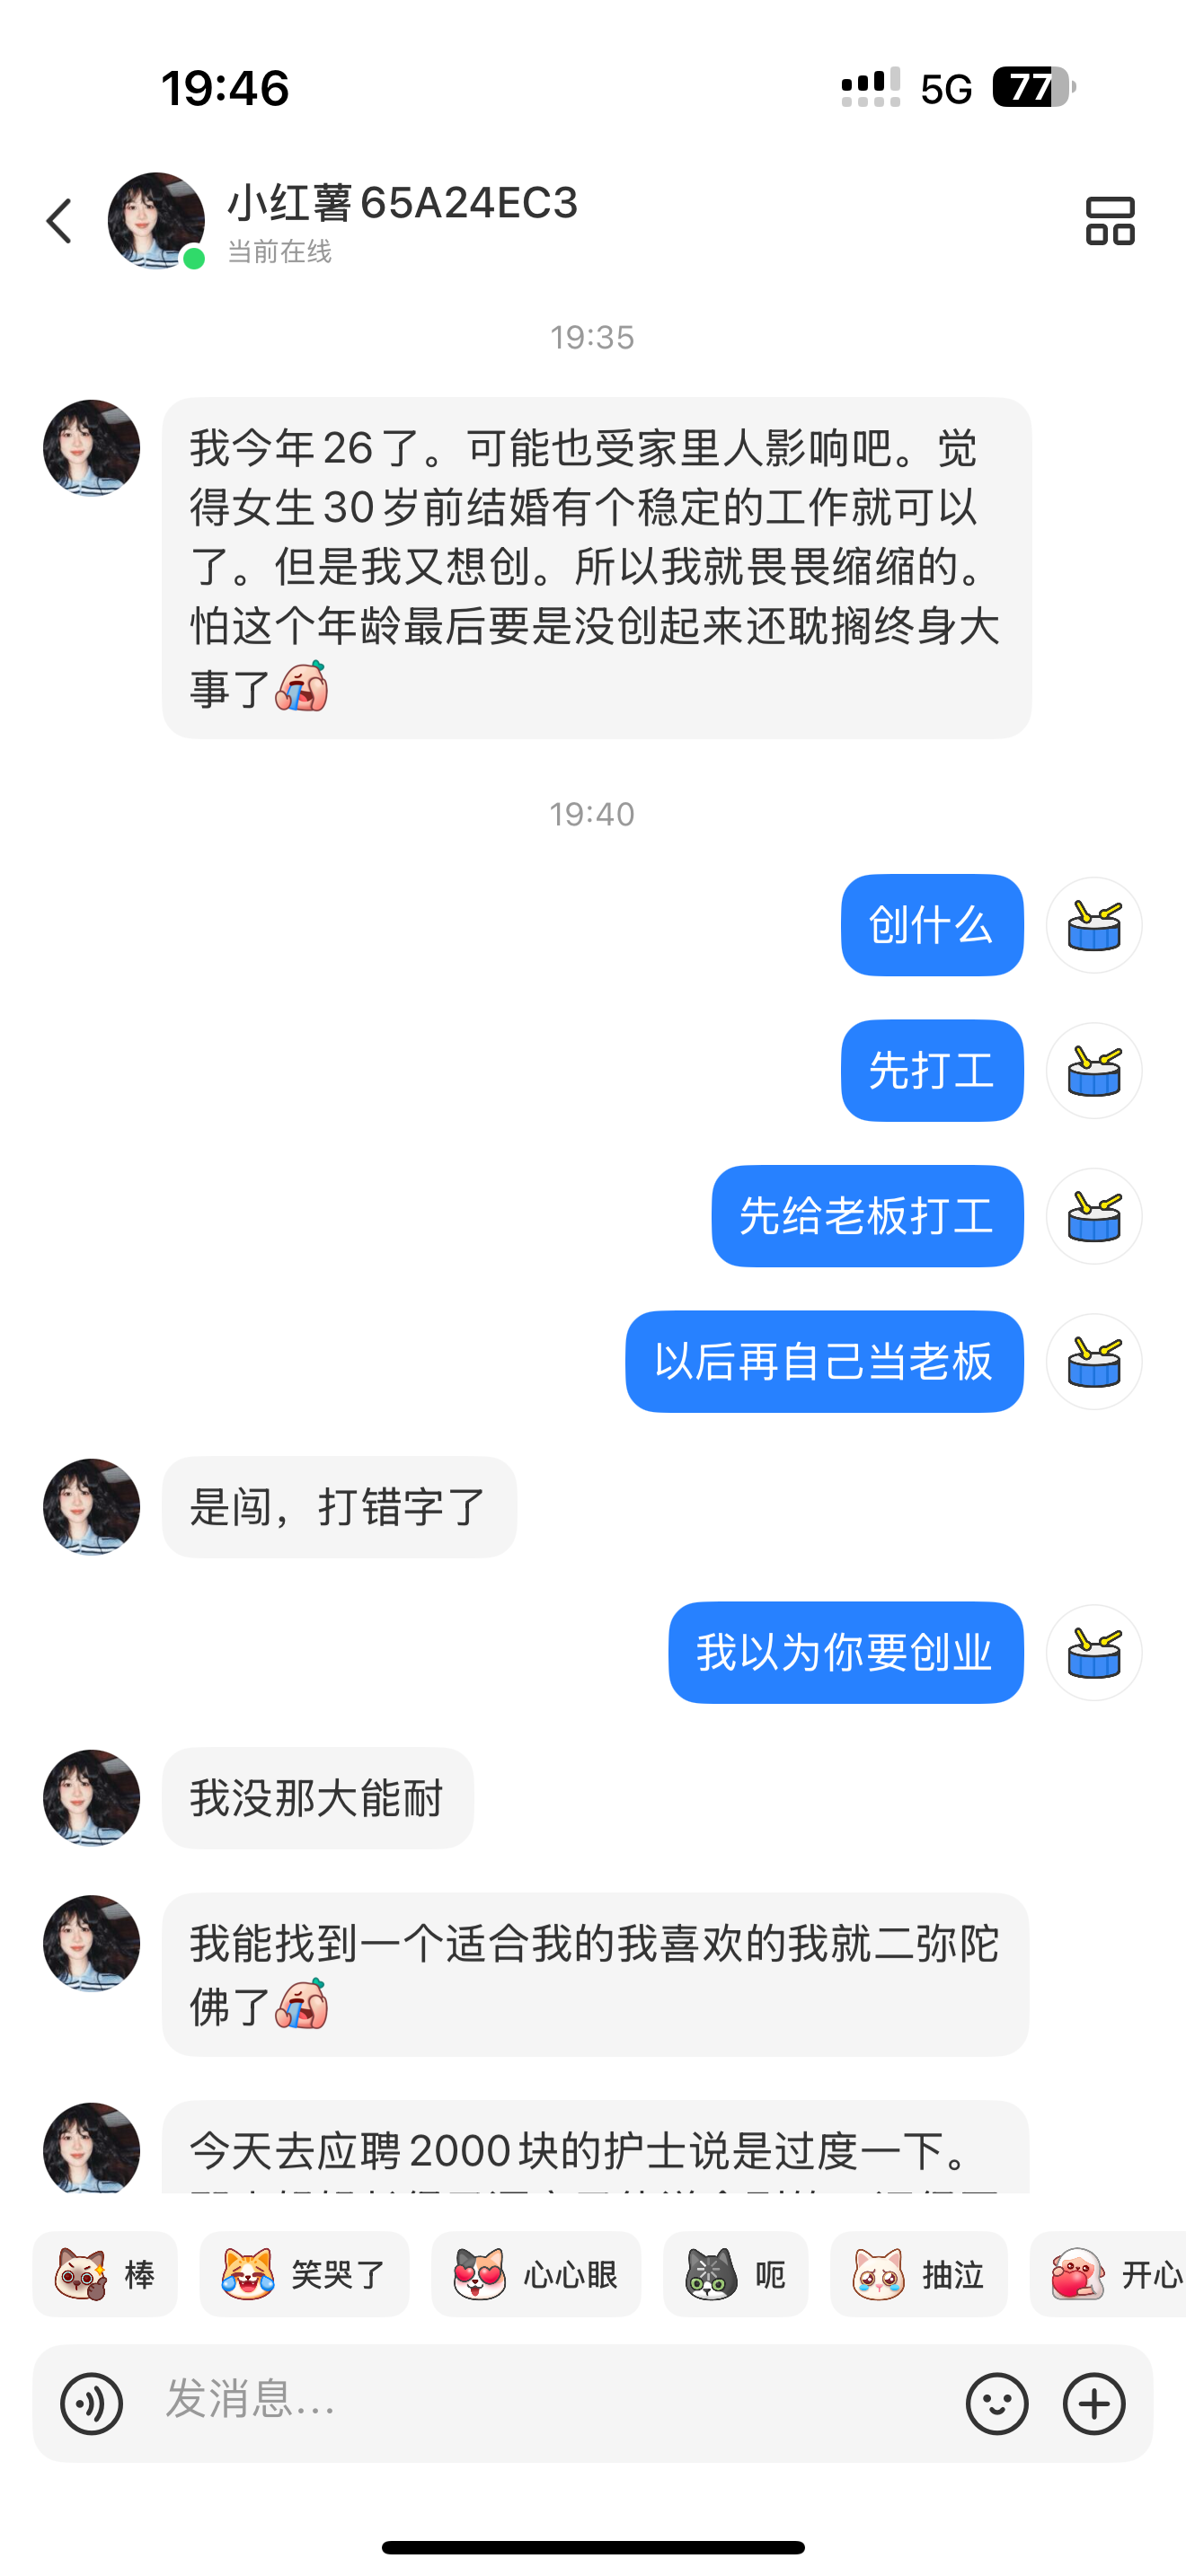 19:46
5G
77
小红薯65A24EC3
当前在线
19:35
我今年26了。可能也受家里人影响吧。觉
得女生30岁前结婚有个稳定的工作就可以
了。但是我又想创。所以我就畏畏缩缩的。
怕这个年龄最后要是没创起来还耽搁终身大
事了
19:40
创什么
先打工
先给老板打工
以后再自己当老板
是闯，打错字了
我以为你要创业
我没那大能耐
我能找到一个适合我的我喜欢的我就二弥陀
佛了
今天去应聘2000块的护士说是过度一下。
棒
笑哭了
心心眼
呃
抽泣
开心
发消息...